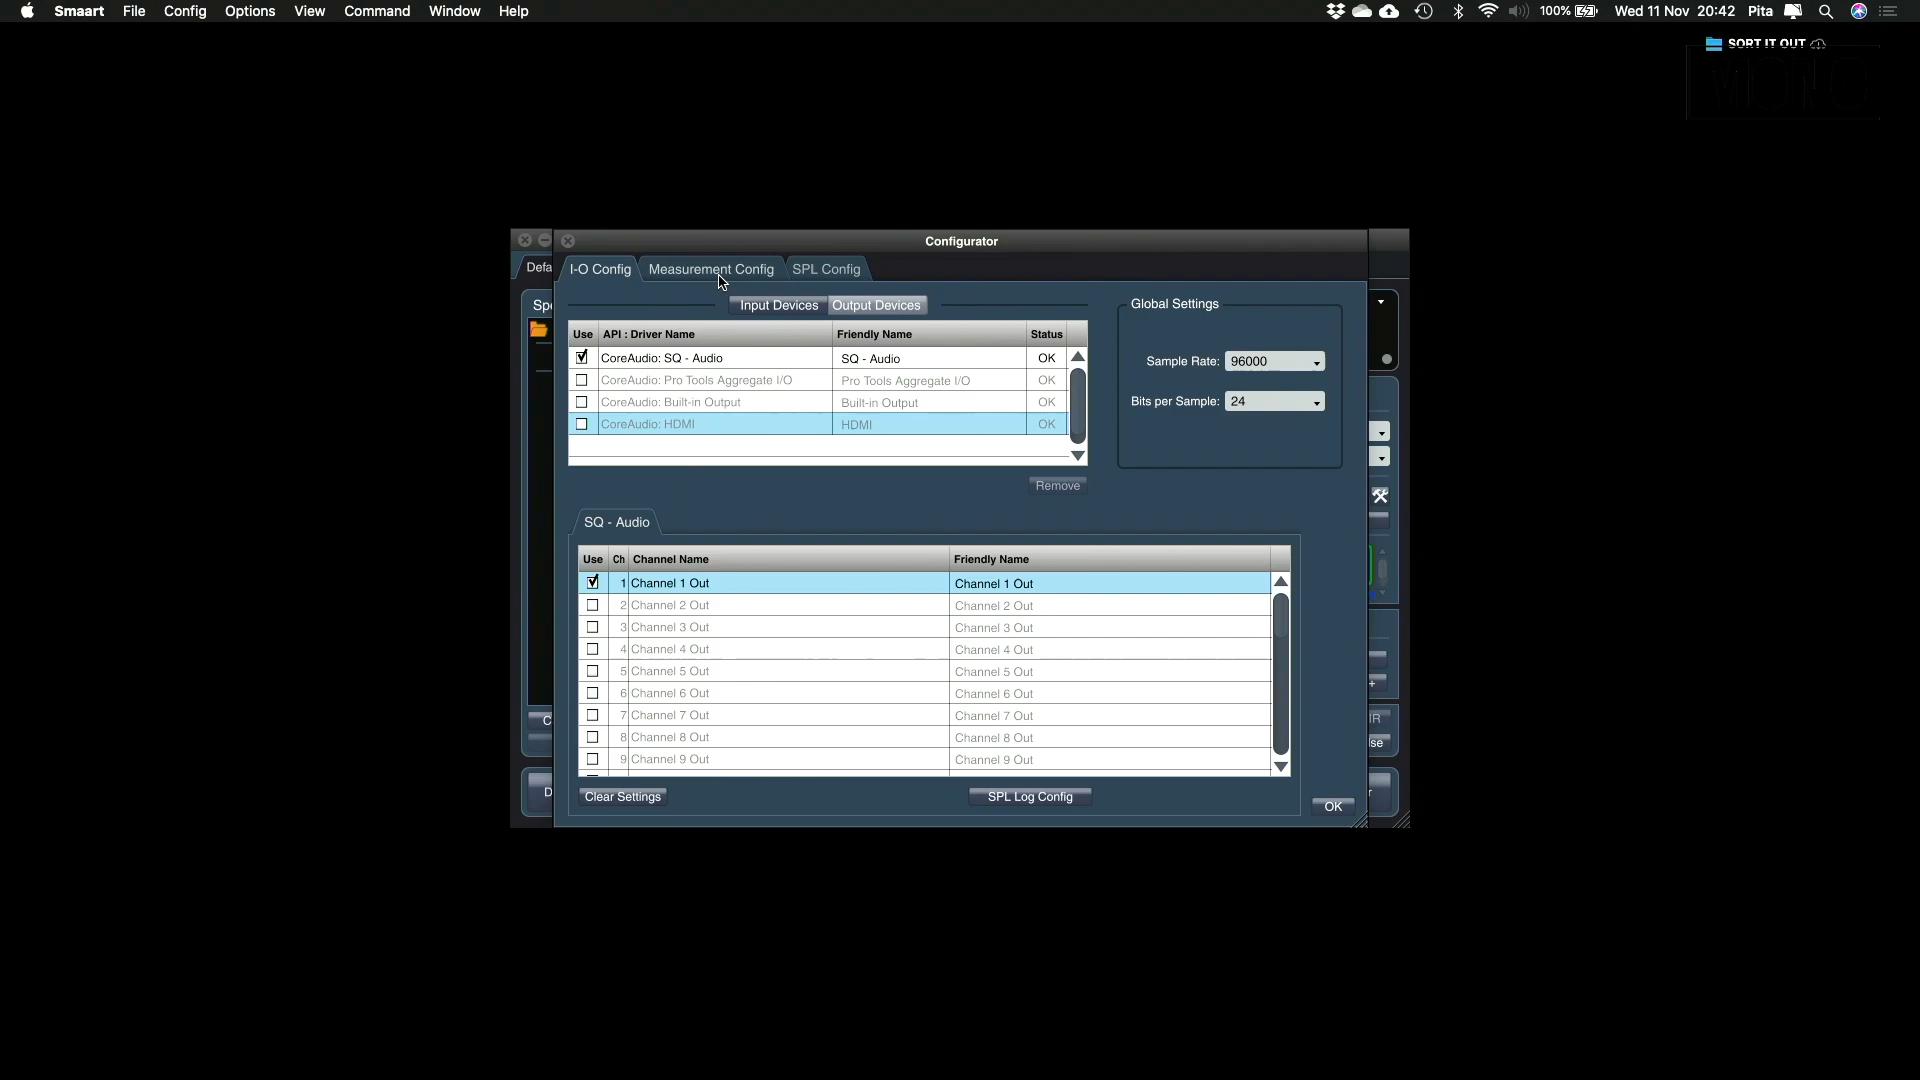 Smaart File Config Options View Command Window Help 100% Wed 11 Nov 20:42 Pita
SORT IT OUT
Configurator
Defa
I-O Config Measurement Config SPL Config
Spe
Input Devices Output Devices
Global Settings
Use API : Driver Name Friendly Name Status
CoreAudio: SQ - Audio SQ - Audio OK
Sample Rate: 96000
CoreAudio: Pro Tools Aggregate I/O Pro Tools Aggregate I/O OK
CoreAudio: Built-in Output Built-in Output OK
Bits per Sample: 24
CoreAudio: HDMI HDMI OK
Remove
SQ - Audio
Use Ch Channel Name Friendly Name
1 Channel 1 Out Channel 1 Out
2 Channel 2 Out Channel 2 Out
3 Channel 3 Out Channel 3 Out
4 Channel 4 Out Channel 4 Out
5 Channel 5 Out Channel 5 Out
6 Channel 6 Out Channel 6 Out
7 Channel 7 Out Channel 7 Out
8 Channel 8 Out Channel 8 Out
9 Channel 9 Out Channel 9 Out
Clear Settings SPL Log Config
OK